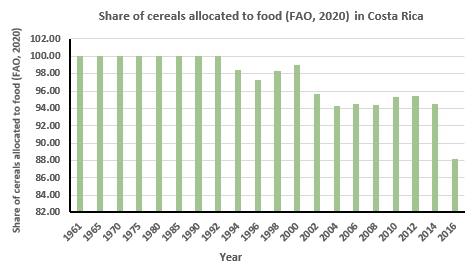 Share of cereals allocated to food (FAO, 2020) in Costa Rica
Share of cereals allocated to food (FAO, 2020)
102.00
100.00
98.00
96.00
94.00
92.00
90.00
88.00
86.00
84.00
82.00
1961 1965 1970 1975 1980 1985 1990 1992 1994 1996 1998 2000 2002 2004 2006 2008 2010 2012 2014 2016
Year